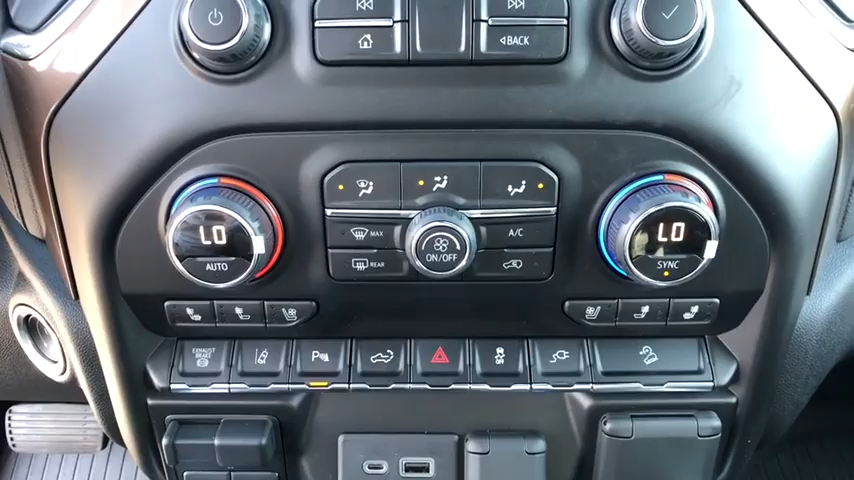 BACK
MAX
A/C
LO
LO
ON/OFF
AUTO
REAR
SYNC
EXHAUST
BRAKE
P
OFF